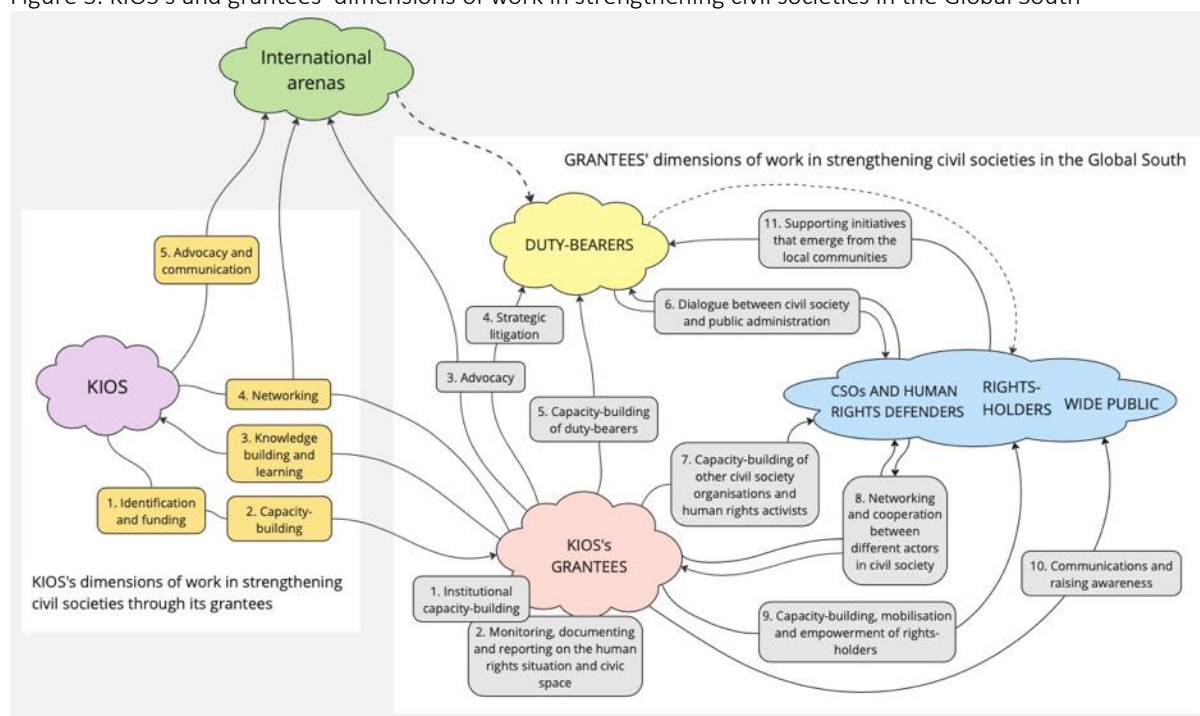 Figure 3. KIOS's and grantees' dimensions of work in strengthening civil societies in the Global South
International
arenas
GRANTEES' dimensions of work in strengthening civil societies in the Global South
DUTY-BEARERS
11. Supporting initiatives
that emerge from the
local communities
5. Advocacy and
communication
6. Dialogue between civil society
and public administration
4. Strategic
litigation
3. Advocacy
KIOS
4. Networking
CSOs AND HUMAN
RIGHTS DEFENDERS
RIGHTS-
HOLDERS
WIDE PUBLIC
5. Capacity-building
of duty-bearers
3. Knowledge
building and
learning
7. Capacity-building of
other civil society
organisations and
human rights activists
1. Identification
and funding
2. Capacity-
building
8. Networking
and cooperation
between
different actors
in civil society
KIOS's
GRANTEES
KIOS's dimensions of work in strengthening
civil societies through its grantees
1. Institutional
capacity-building
10. Communications and
raising awareness
2. Monitoring, documenting
and reporting on the human
rights situation and civic
space
9. Capacity-building, mobilisation
and empowerment of rights-
holders